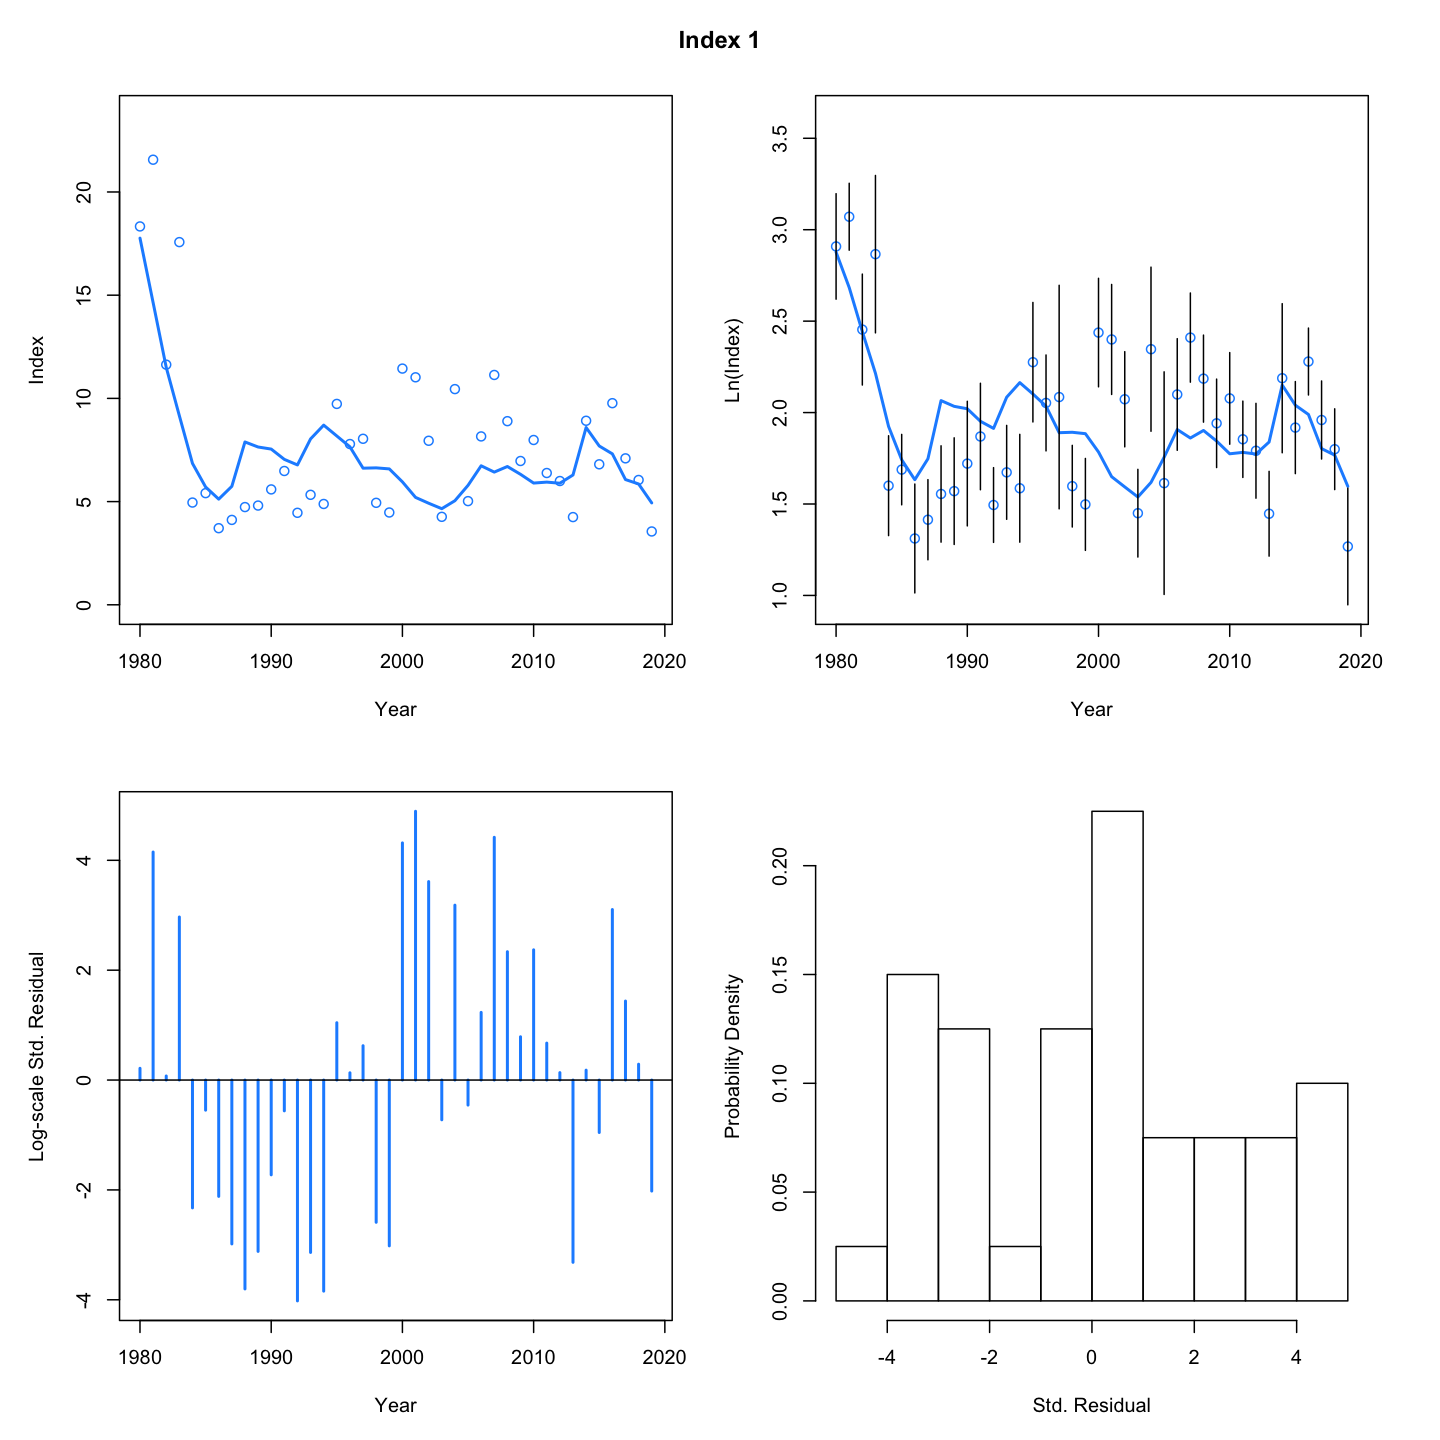 Index 1
Index
20
15
10
5
0
1980 1990 2000 2010 2020
Year
Ln(Index)
3.5
3.0
2.5
2.0
1.5
1.0
1980 1990 2000 2010 2020
Year
Log-scale Std. Residual
4
2
0
-2
-4
1980 1990 2000 2010 2020
Year
Probability Density
0.20
0.15
0.10
0.05
0.00
-4 -2 0 2 4
Std. Residual